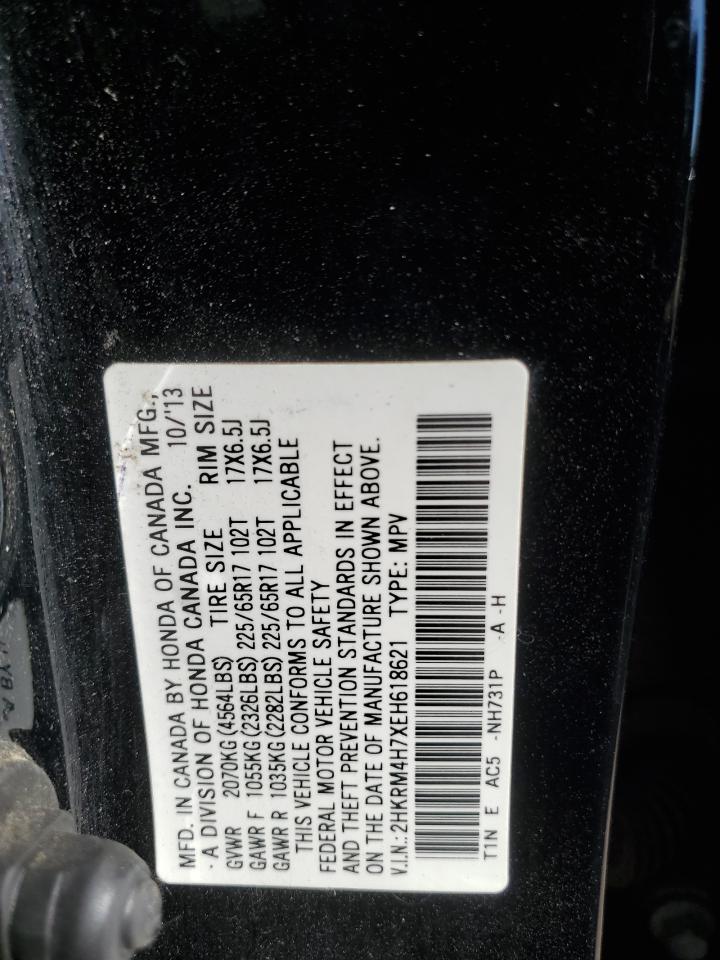 MFD. IN CANADA BY HONDA OF CANADA MFG.,
- A DIVISION OF HONDA CANADA INC. 10/'13
GVWR 2070KG (4564LBS) TIRE SIZE RIM SIZE
GAWR F 1055KG (2326LBS) 225/65R17 102T 17X6.5J
GAWR R 1035KG (2282LBS) 225/65R17 102T 17X6.5J
THIS VEHICLE CONFORMS TO ALL APPLICABLE
FEDERAL MOTOR VEHICLE SAFETY
AND THEFT PREVENTION STANDARDS IN EFFECT
ON THE DATE OF MANUFACTURE SHOWN ABOVE.
V.I.N.: 2HKRM4H7XEH618621 TYPE: MPV
T1N E AC5 -NH731P -A -H